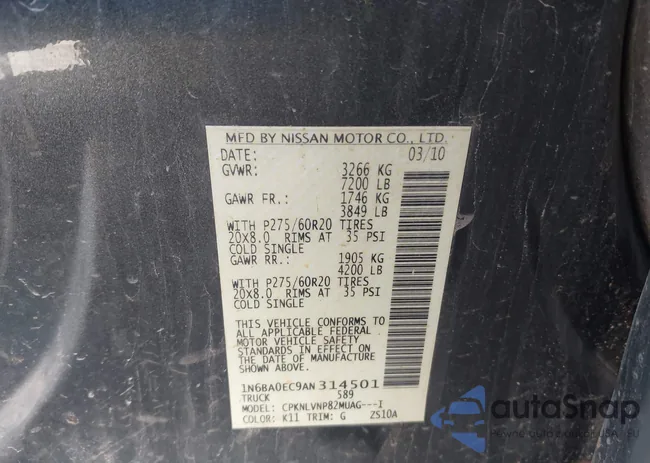 MFD BY NISSAN MOTOR CO., LTD.
DATE: 03/10
GVWR: 3266 KG
7200 LB
GAWR FR.: 1746 KG
3849 LB
WITH P275/60R20 TIRES
20X8.0 RIMS AT 35 PSI
COLD SINGLE
GAWR RR.: 1905 KG
4200 LB
WITH P275/60R20 TIRES
20X8.0 RIMS AT 35 PSI
COLD SINGLE
THIS VEHICLE CONFORMS TO
ALL APPLICABLE FEDERAL
MOTOR VEHICLE SAFETY
STANDARDS IN EFFECT ON
THE DATE OF MANUFACTURE
1N6BA0EC9AN314501
TRUCK 589
MODEL: CPKNLVNP82MUAG---I
COLOR: K11 TRIM: G ZS10A
autoSnap